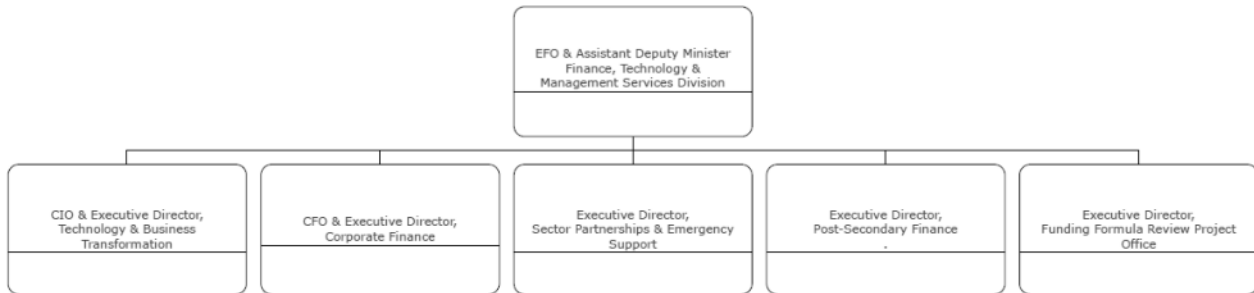 EFO & Assistant Deputy Minister
Finance, Technology &
Management Services Division
CIO & Executive Director,
Technology & Business
Transformation
CFO & Executive Director,
Corporate Finance
Executive Director,
Sector Partnerships & Emergency
Support
Executive Director,
Post-Secondary Finance
.
Executive Director,
Funding Formula Review Project
Office